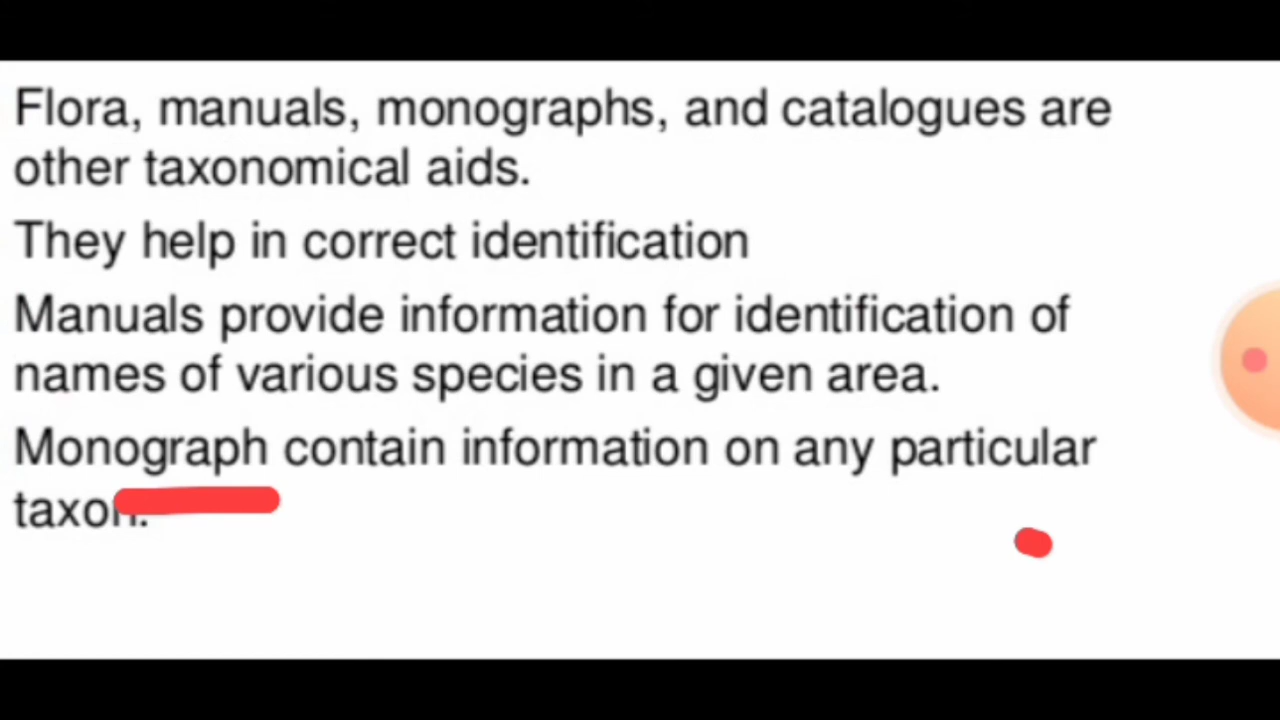 Flora, manuals, monographs, and catalogues are
other taxonomical aids.
They help in correct identification
Manuals provide information for identification of
names of various species in a given area.
Monograph contain information on any particular
taxon.